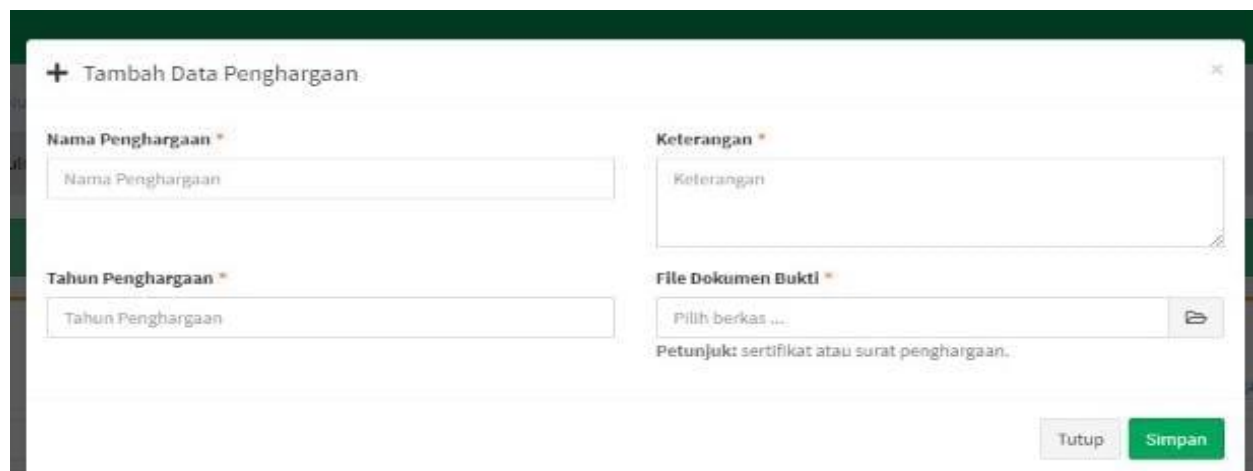 Tambah Data Penghargaan
Nama Penghargaan *
Nama Penghargaan
Keterangan *
Keterangan
Tahun Penghargaan *
Tahun Penghargaan
File Dokumen Bukti *
Pilih berkas ...
Petunjuk: sertifikat atau surat penghargaan.
Tutup
Simpan